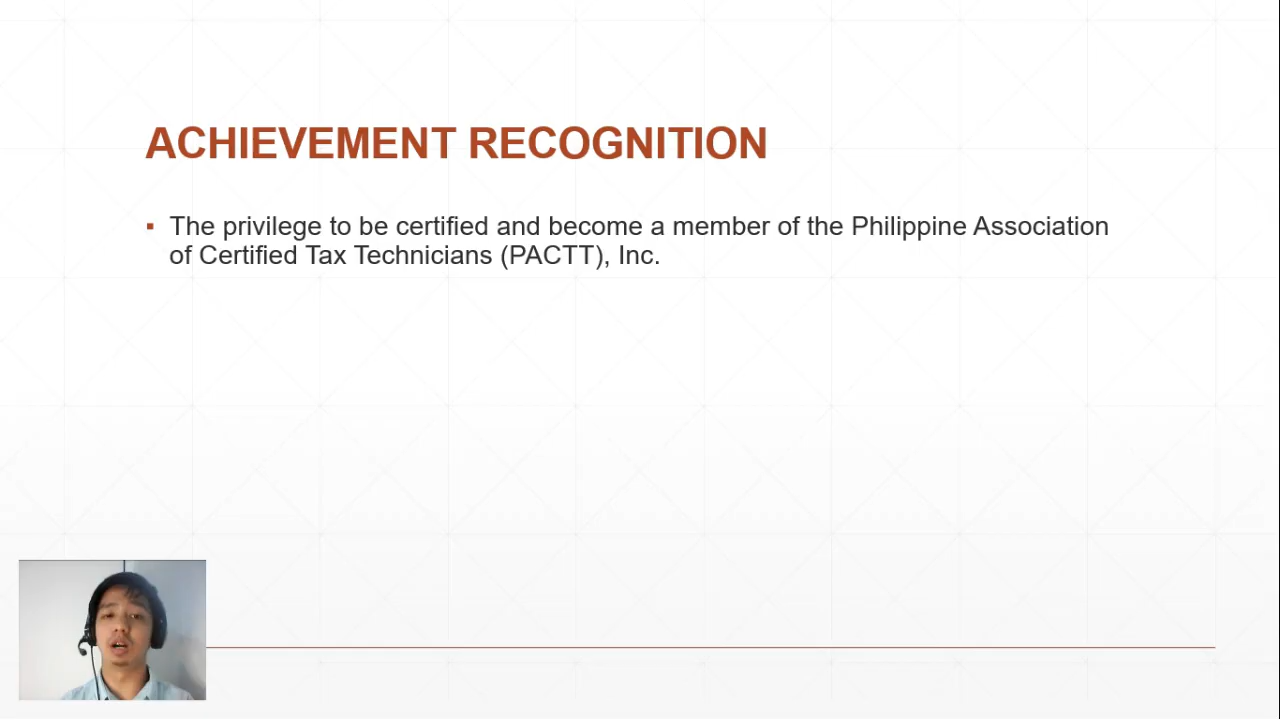 ACHIEVEMENT RECOGNITION
▪ The privilege to be certified and become a member of the Philippine Association
of Certified Tax Technicians (PACTT), Inc.